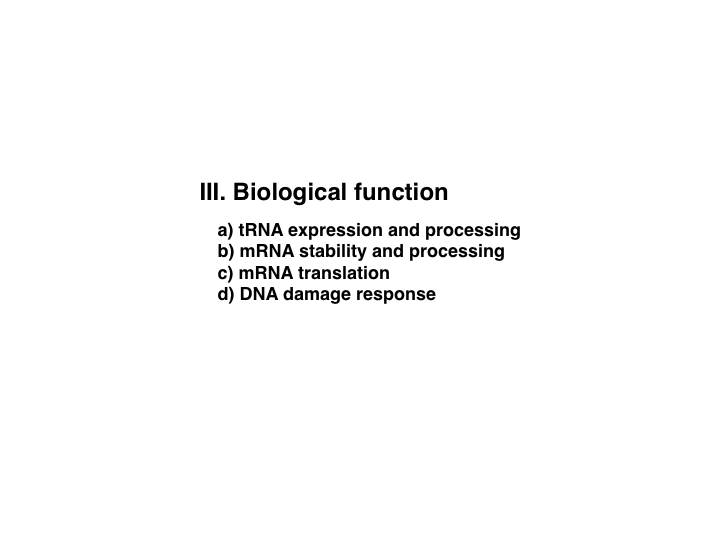 III. Biological function
a) tRNA expression and processing
b) mRNA stability and processing
c) mRNA translation
d) DNA damage response